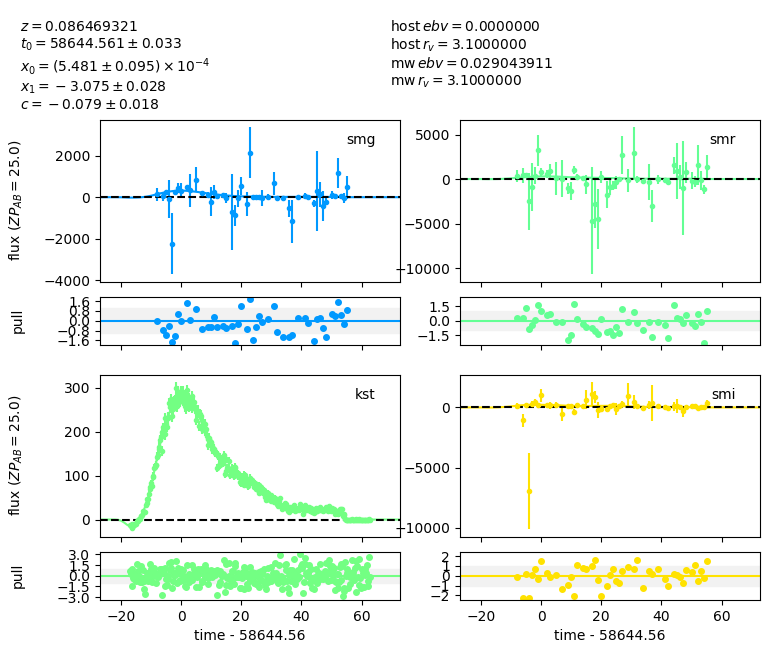 z = 0.086469321
t₀ = 58644.561 ± 0.033
x₀ = (5.481 ± 0.095) × 10⁻⁴
x₁ = −3.075 ± 0.028
c = −0.079 ± 0.018
host ebv = 0.0000000
host r_v = 3.1000000
mw ebv = 0.029043911
mw r_v = 3.1000000
smg
flux (ZP_AB = 25.0)
2000
0
−2000
−4000
smr
5000
0
−5000
−10000
pull
1.6
0.8
0.0
−0.8
−1.6
1.5
0.0
−1.5
kst
flux (ZP_AB = 25.0)
300
200
100
0
smi
0
−5000
−10000
pull
3.0
1.5
0.0
−1.5
−3.0
−20 0 20 40 60
time - 58644.56
2
1
0
−1
−2
−20 0 20 40 60
time - 58644.56